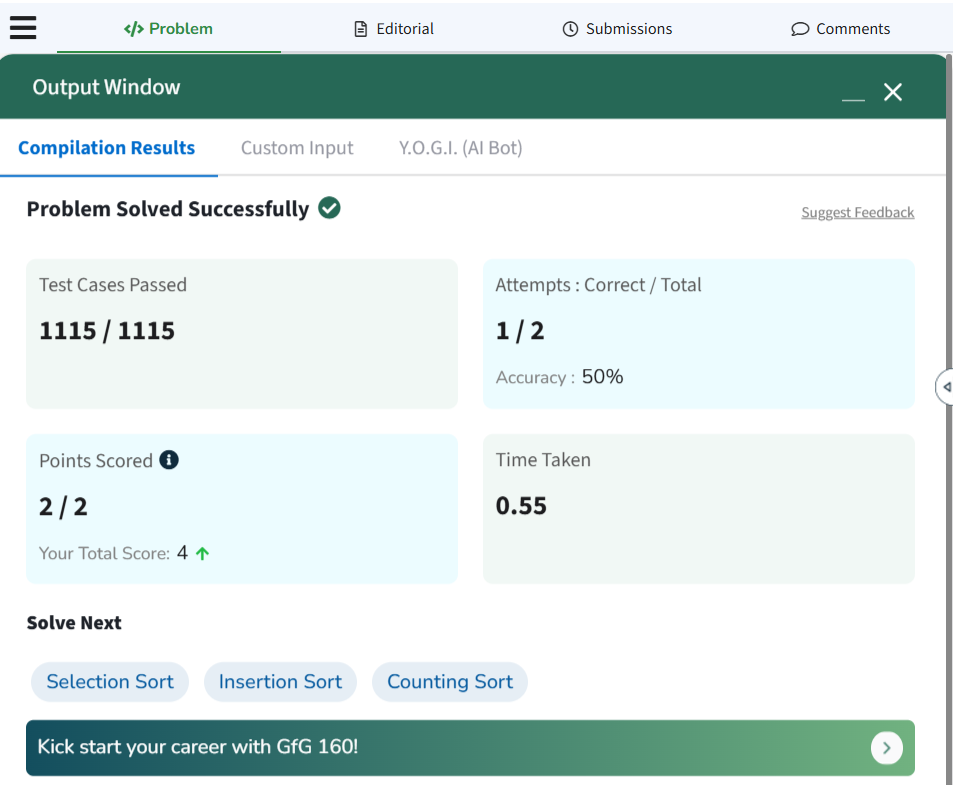 </> Problem Editorial Submissions Comments
Output Window
Compilation Results Custom Input Y.O.G.I. (AI Bot)
Problem Solved Successfully
Suggest Feedback
Test Cases Passed
1115 / 1115
Attempts : Correct / Total
1 / 2
Accuracy : 50%
Points Scored
2 / 2
Your Total Score: 4
Time Taken
0.55
Solve Next
Selection Sort Insertion Sort Counting Sort
Kick start your career with GfG 160!